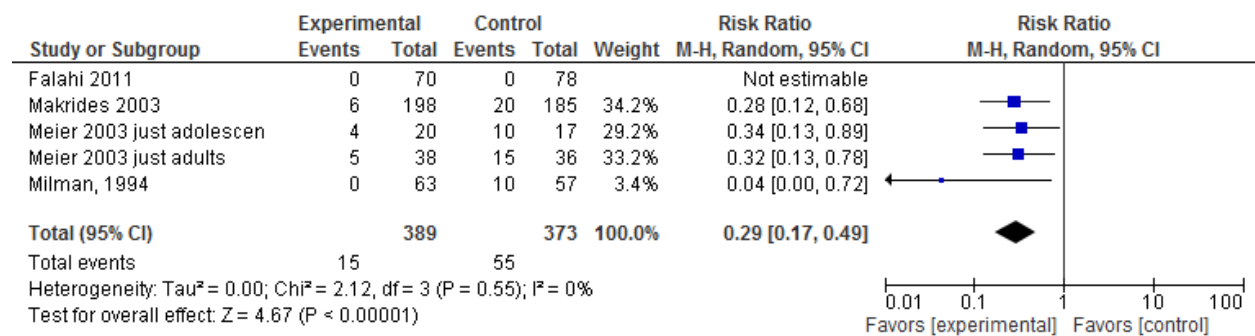 Experimental Control Risk Ratio Risk Ratio
Study or Subgroup Events Total Events Total Weight M-H, Random, 95% CI M-H, Random, 95% CI
Falahi 2011 0 70 0 78 Not estimable
Makrides 2003 6 198 20 185 34.2% 0.28 [0.12, 0.68]
Meier 2003 just adolescen 4 20 10 17 29.2% 0.34 [0.13, 0.89]
Meier 2003 just adults 5 38 15 36 33.2% 0.32 [0.13, 0.78]
Milman, 1994 0 63 10 57 3.4% 0.04 [0.00, 0.72]
Total (95% CI) 389 373 100.0% 0.29 [0.17, 0.49]
Total events 15 55
Heterogeneity: Tau² = 0.00; Chi² = 2.12, df = 3 (P = 0.55); I² = 0%
Test for overall effect: Z = 4.67 (P < 0.00001)
0.01 0.1 1 10 100
Favors [experimental] Favors [control]